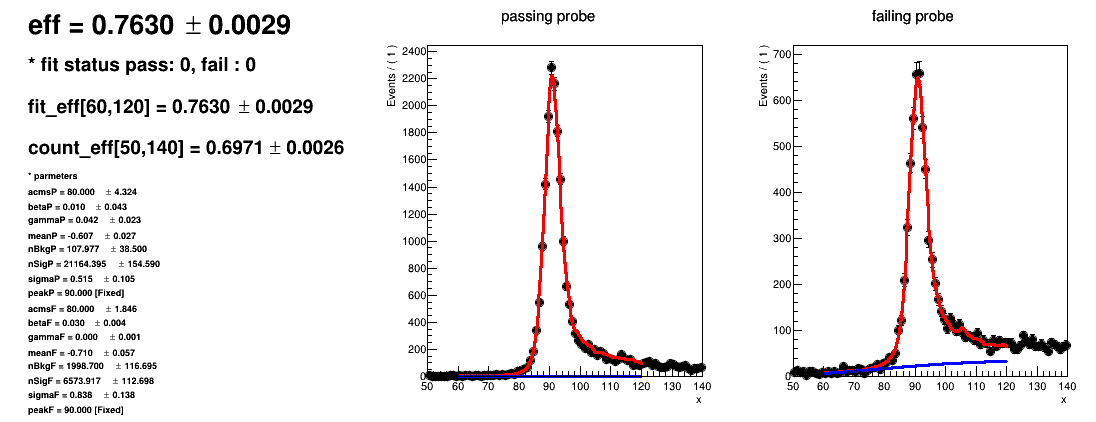 eff = 0.7630 ± 0.0029
* fit status pass: 0, fail : 0
fit_eff[60,120] = 0.7630 ± 0.0029
count_eff[50,140] = 0.6971 ± 0.0026
* parmeters
acmsP = 80.000 ± 4.324
betaP = 0.010 ± 0.043
gammaP = 0.042 ± 0.023
meanP = -0.607 ± 0.027
nBkgP = 107.977 ± 38.500
nSigP = 21164.395 ± 154.590
sigmaP = 0.515 ± 0.105
peakP = 90.000 [Fixed]
acmsF = 80.000 ± 1.846
betaF = 0.030 ± 0.004
gammaF = 0.000 ± 0.001
meanF = -0.710 ± 0.057
nBkgF = 1998.700 ± 116.695
nSigF = 6573.917 ± 112.698
sigmaF = 0.838 ± 0.138
peakF = 90.000 [Fixed]
passing probe
Events / ( 1 )
2400
2200
2000
1800
1600
1400
1200
1000
800
600
400
200
0
50 60 70 80 90 100 110 120 130 140
x
failing probe
Events / ( 1 )
700
600
500
400
300
200
100
0
50 60 70 80 90 100 110 120 130 140
x